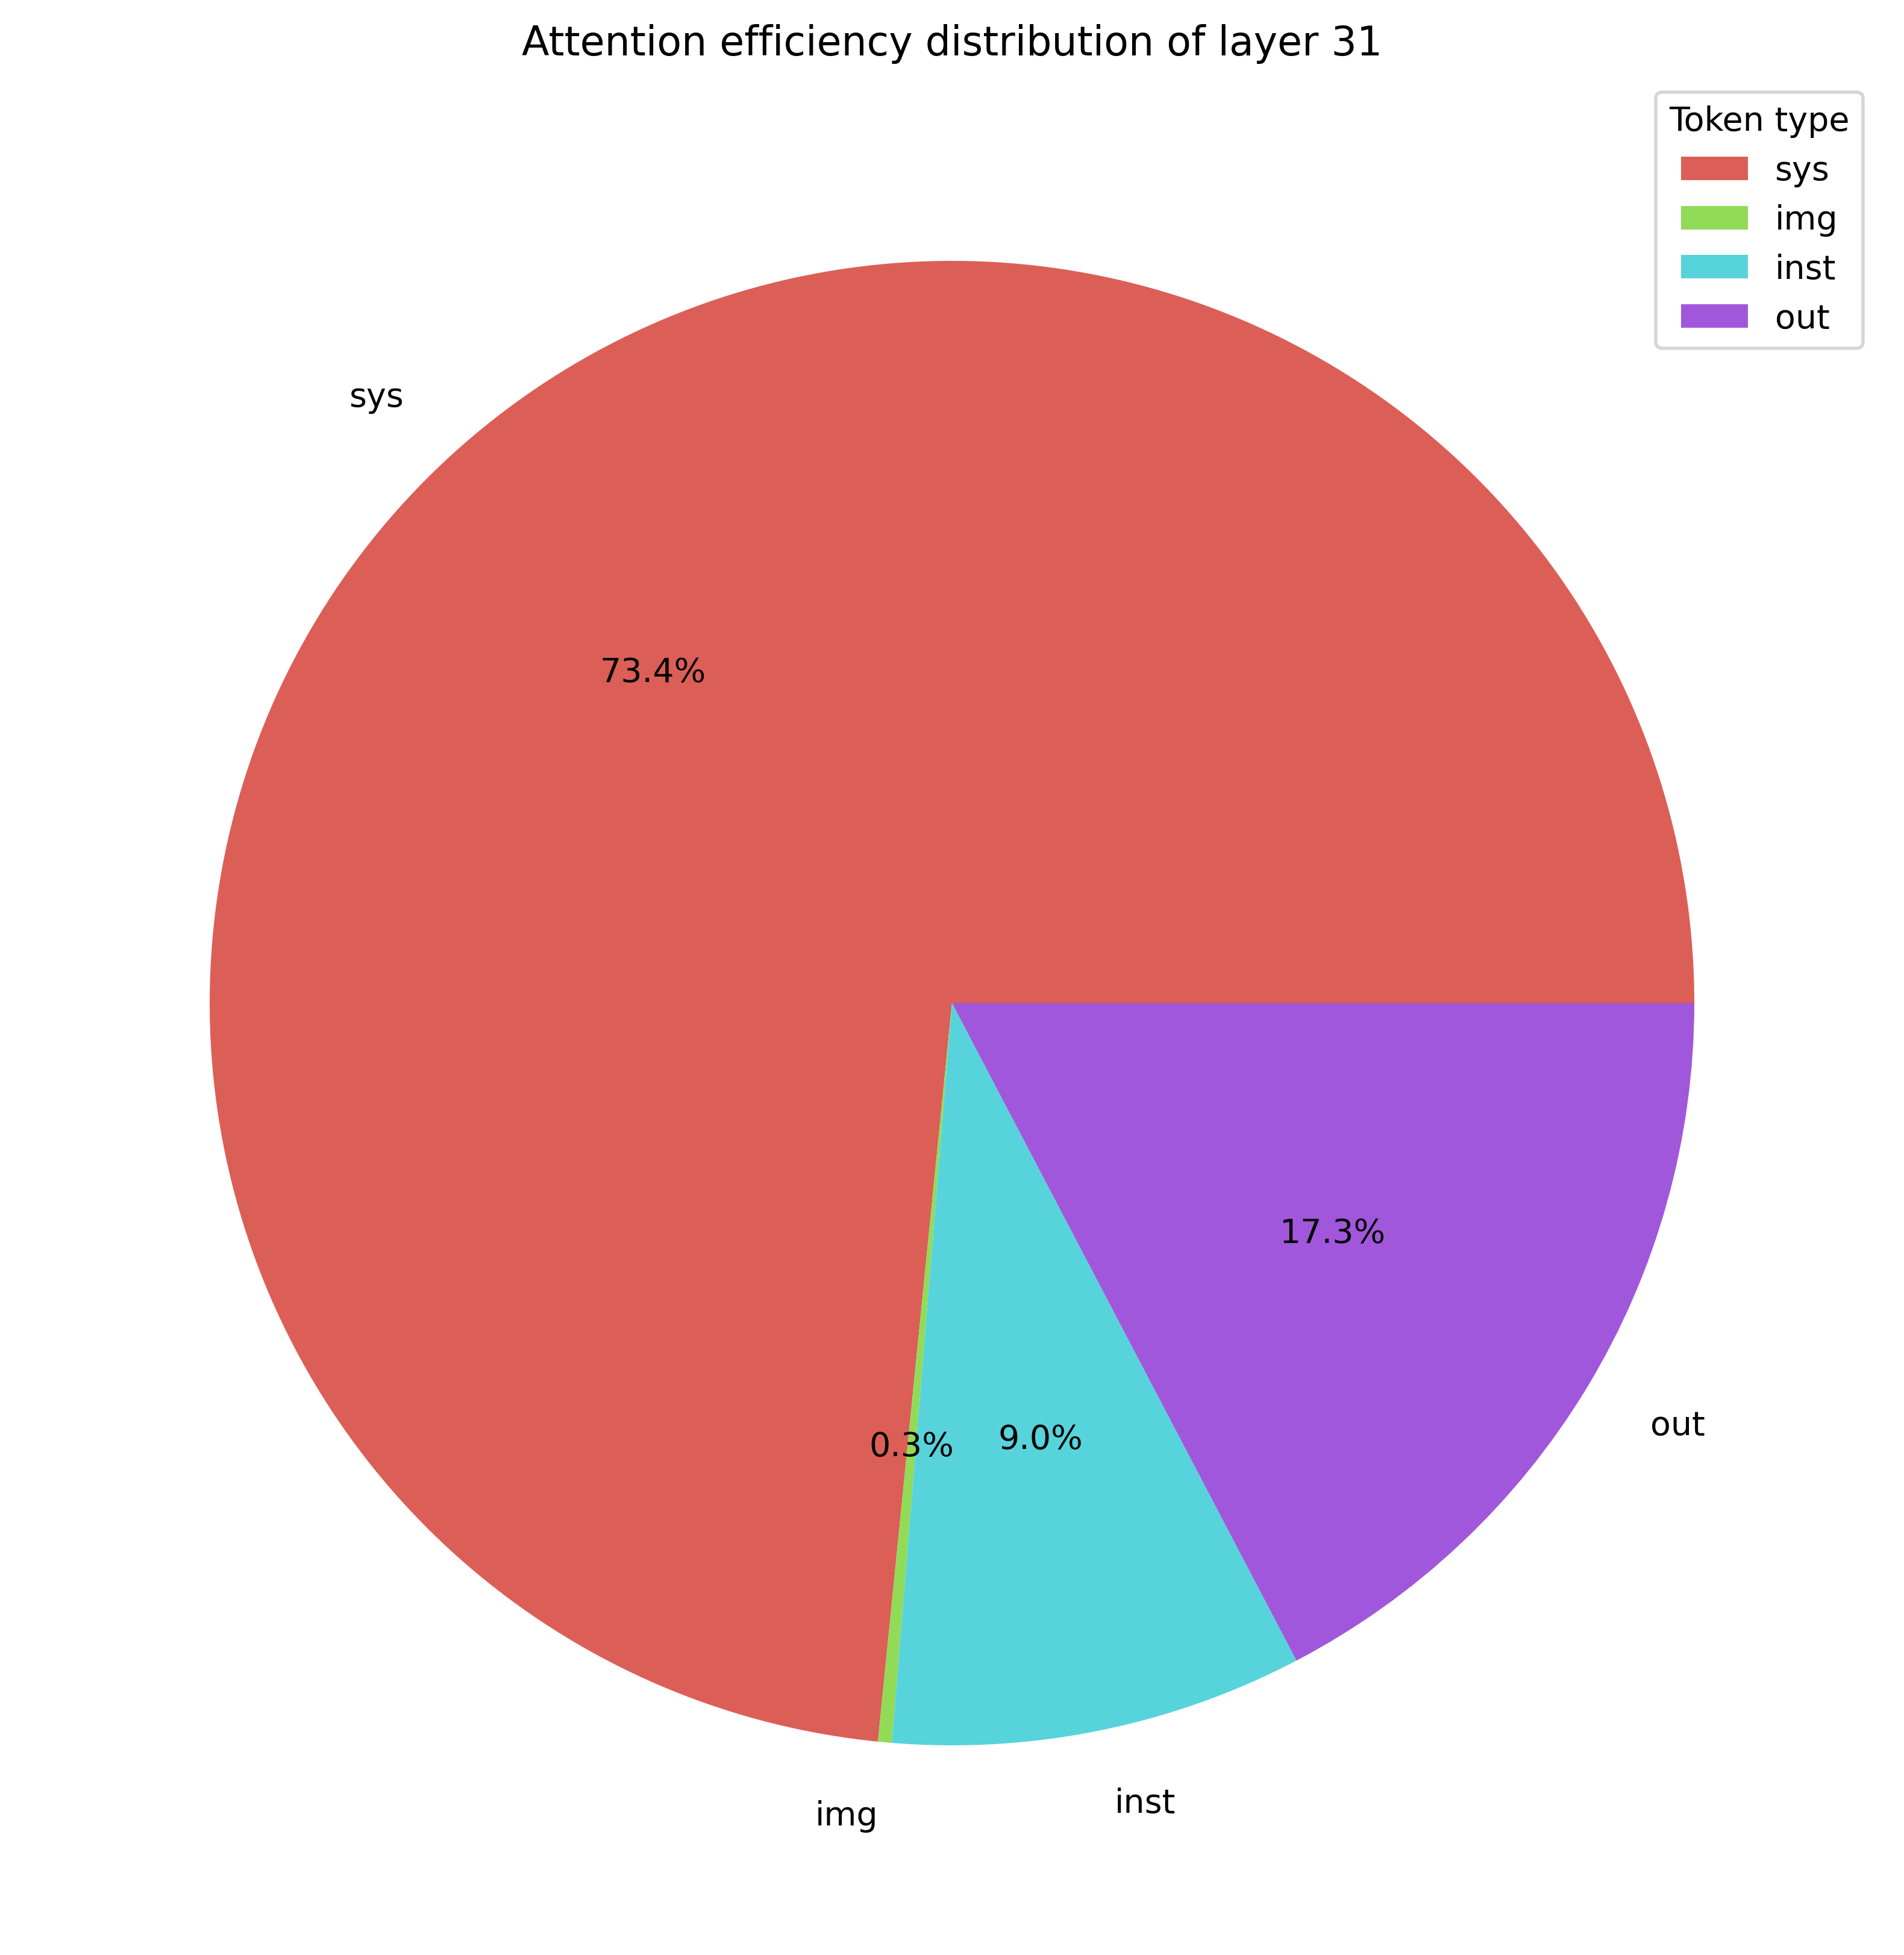 Attention efficiency distribution of layer 31
Token type
sys
img
inst
out
sys
73.4%
17.3%
out
0.3%
9.0%
img
inst